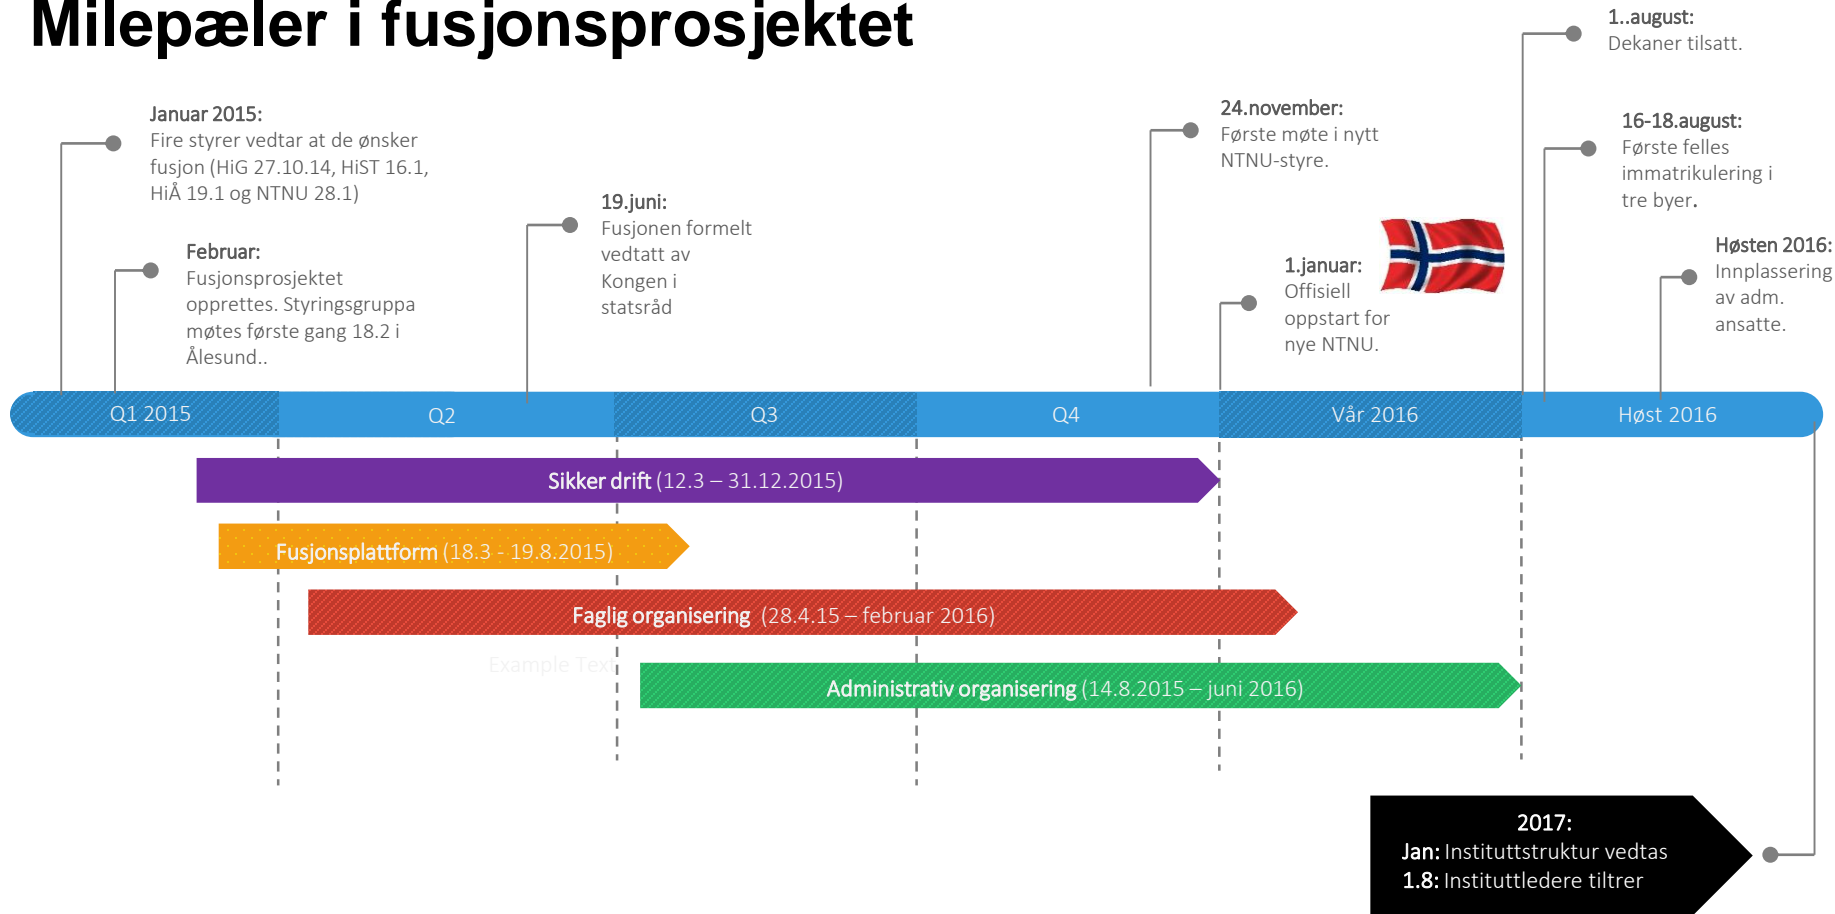 Milepæler i fusjonsprosjektet
1..august:
Dekaner tilsatt.
Januar 2015:
Fire styrer vedtar at de ønsker
fusjon (HiG 27.10.14, HiST 16.1,
HiÅ 19.1 og NTNU 28.1)
24.november:
Første møte i nytt
NTNU-styre.
16-18.august:
Første felles
immatrikulering i
tre byer.
19.juni:
Fusjonen formelt
vedtatt av
Kongen i
statsråd
Februar:
Fusjonsprosjektet
opprettes. Styringsgruppa
møtes første gang 18.2 i
Ålesund..
1.januar:
Offisiell
oppstart for
nye NTNU.
Høsten 2016:
Innplassering
av adm.
ansatte.
Q1 2015
Q2
Q3
Q4
Vår 2016
Høst 2016
Sikker drift (12.3 – 31.12.2015)
Fusjonsplattform (18.3 - 19.8.2015)
Faglig organisering (28.4.15 – februar 2016)
Example Text
Administrativ organisering (14.8.2015 – juni 2016)
2017:
Jan: Instituttstruktur vedtas
1.8: Instituttledere tiltrer